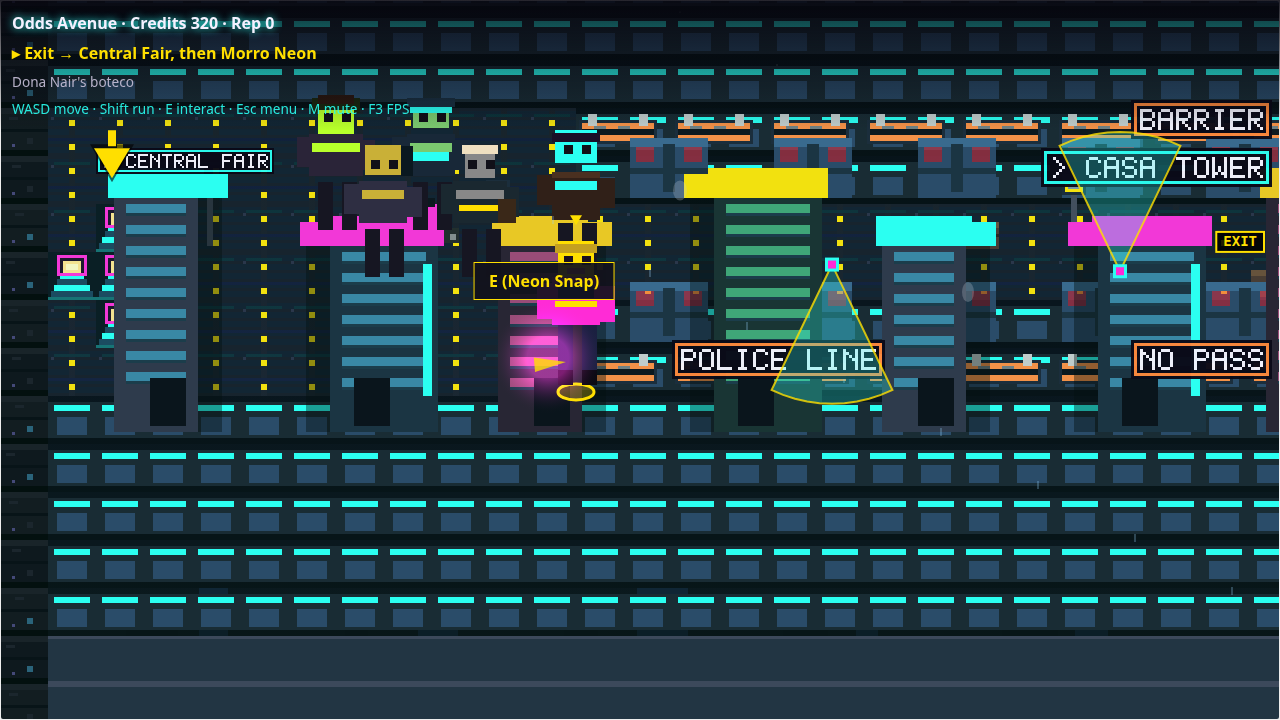 Odds Avenue · Credits 320 · Rep 0
▸ Exit → Central Fair, then Morro Neon
Dona Nair's boteco
WASD move · Shift run · E interact · Esc menu · M mute · F3 FPS
BARRIER
CENTRAL FAIR
> CASA TOWER
EXIT
E (Neon Snap)
POLICE LINE
NO PASS